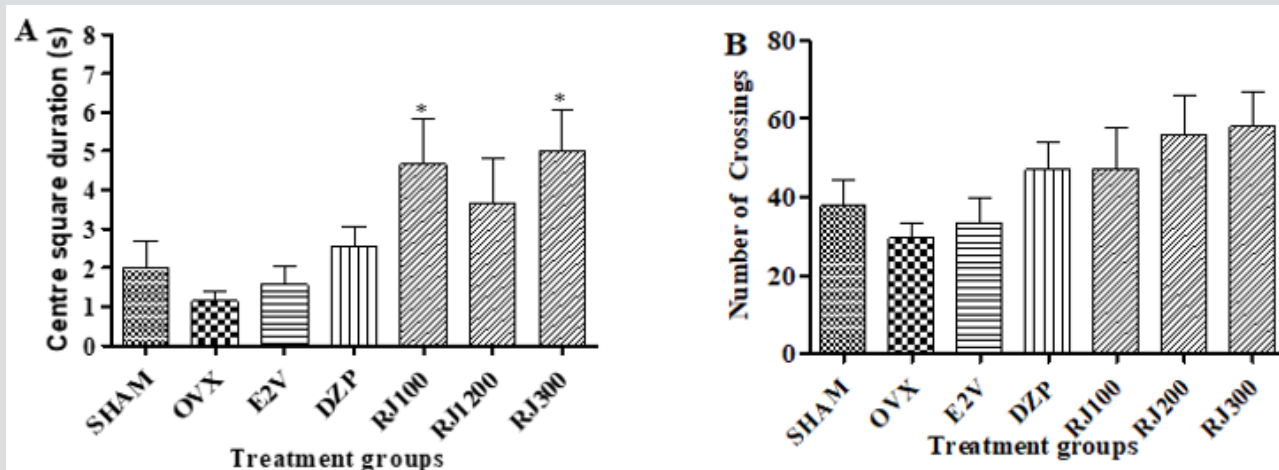 A
Centre square duration (s)
8
7
6
5
4
3
2
1
0
*
*
SHAM
OVX
E2V
DZP
RJ100
RJ1200
RJ300
Treatment groups
B
Number of Crossings
80
60
40
20
0
SHAM
OVX
E2V
DZP
RJ100
RJ200
RJ300
Treatment groups